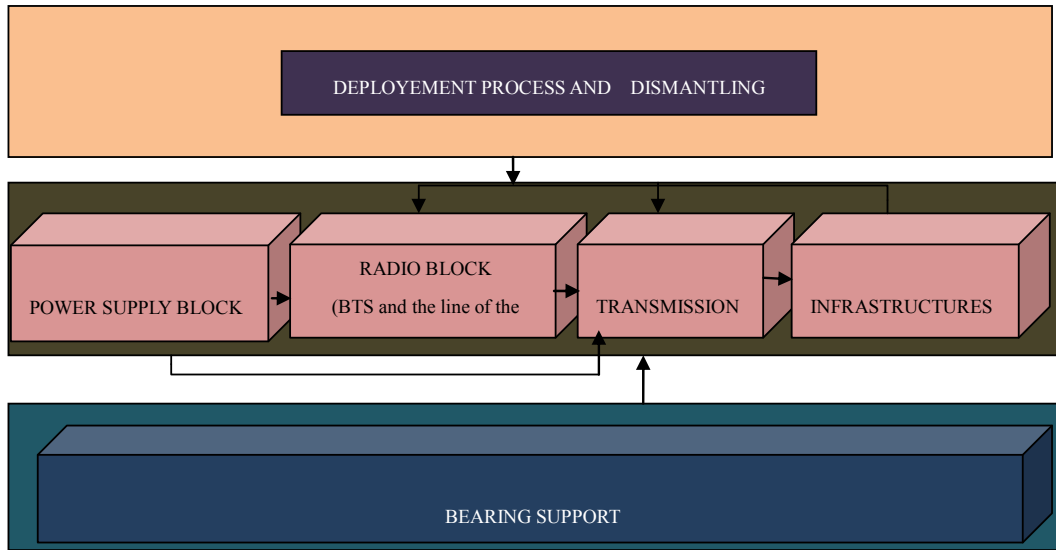 DEPLOYEMENT PROCESS AND DISMANTLING
RADIO BLOCK
(BTS and the line of the
POWER SUPPLY BLOCK
TRANSMISSION
INFRASTRUCTURES
BEARING SUPPORT